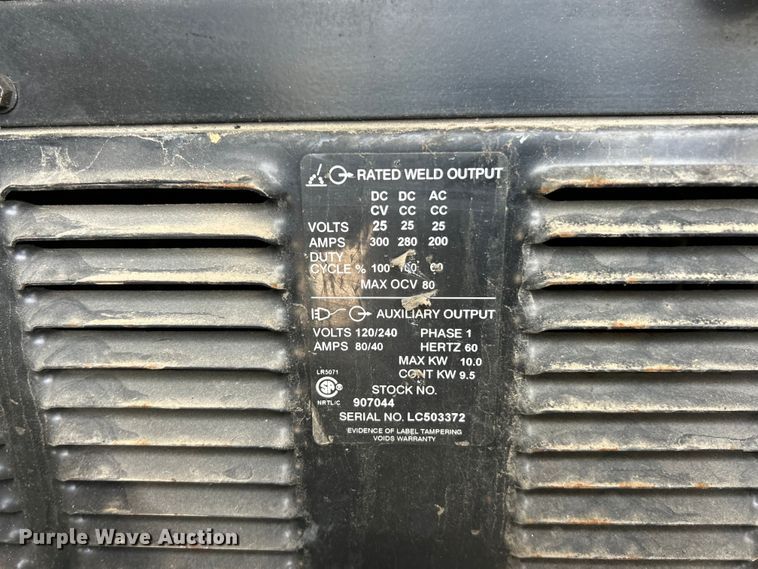 RATED WELD OUTPUT
DC DC AC
CV CC CC
VOLTS 25 25 25
AMPS 300 280 200
DUTY
CYCLE % 100
MAX OCV 80
AUXILIARY OUTPUT
VOLTS 120/240 PHASE 1
AMPS 80/40 HERTZ 60
MAX KW 10.0
CONT KW 9.5
LR5071
NRTL/C
STOCK NO.
907044
SERIAL NO. LC503372
EVIDENCE OF LABEL TAMPERING
VOIDS WARRANTY
Purple Wave Auction